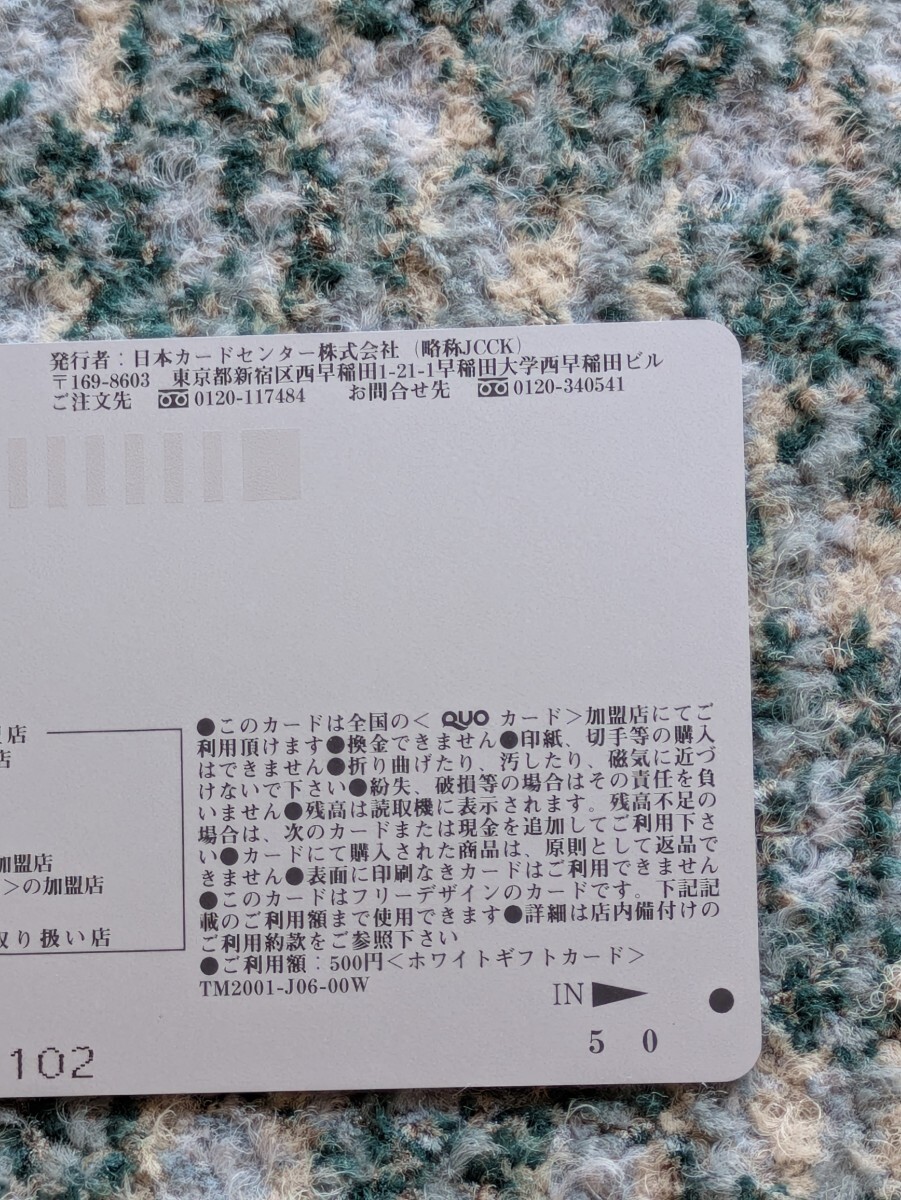 発行者：日本カードセンター株式会社（略称JCCK）
〒169-8603　東京都新宿区西早稲田1-21-1早稲田大学西早稲田ビル
ご注文先　0120-117484　お問合せ先　0120-340541
店
店
加盟店
＞の加盟店
取り扱い店
●このカードは全国の＜ QUO カード＞加盟店にてご
利用頂けます●換金できません●印紙、切手等の購入
はできません●折り曲げたり、汚したり、磁気に近づ
けないで下さい●紛失、破損等の場合はその責任を負
いません●残高は読取機に表示されます。残高不足の
場合は、次のカードまたは現金を追加してご利用下さ
い●カードにて購入された商品は、原則として返品で
きません●表面に印刷なきカードはご利用できません
●このカードはフリーデザインのカードです。下記記
載のご利用額まで使用できます●詳細は店内備付けの
ご利用約款をご参照下さい
●ご利用額：500円＜ホワイトギフトカード＞
TM2001-J06-00W
IN
5 0
102